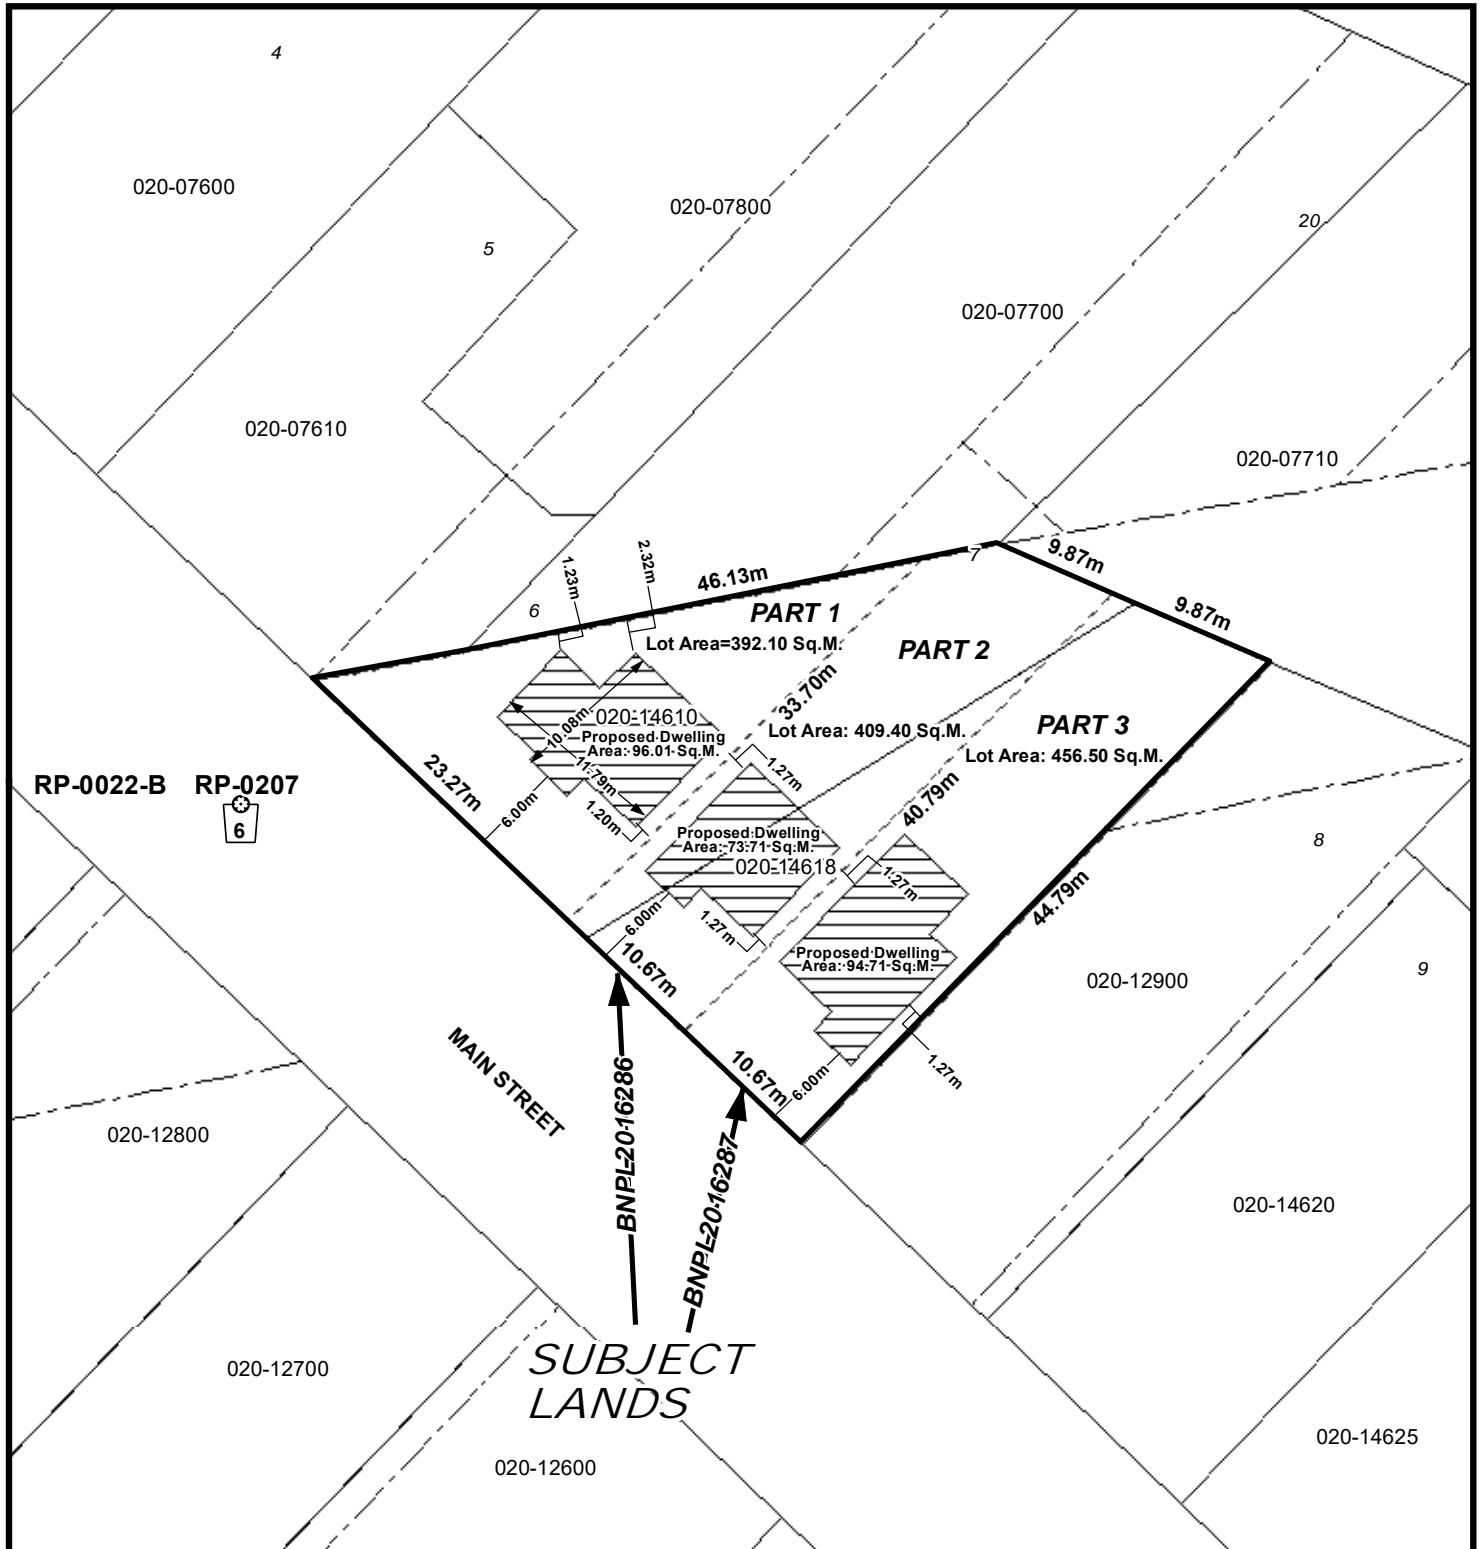 4
020-07600
020-07800
5
20
020-07700
020-07610
020-07710
7
9.87m
2.32m
1.23m
46.13m
6
9.87m
PART 1
Lot Area=392.10 Sq.M.
PART 2
33.70m
020-14610
10.08m
PART 3
Lot Area: 409.40 Sq.M.
Proposed Dwelling
Area: 96.01 Sq.M.
Lot Area: 456.50 Sq.M.
23.27m
11.79m
1.27m
RP-0022-B
RP-0207
6
6.00m
1.20m
40.79m
Proposed Dwelling
Area: 73.71 Sq.M.
020-14618
8
1.27m
44.79m
6.00m
1.27m
10.67m
Proposed Dwelling
Area: 94.71 Sq.M.
020-12900
9
MAIN STREET
10.67m
6.00m
1.27m
020-12800
BNPL2016286
BNPL2016287
020-14620
SUBJECT
LANDS
020-12700
020-14625
020-12600